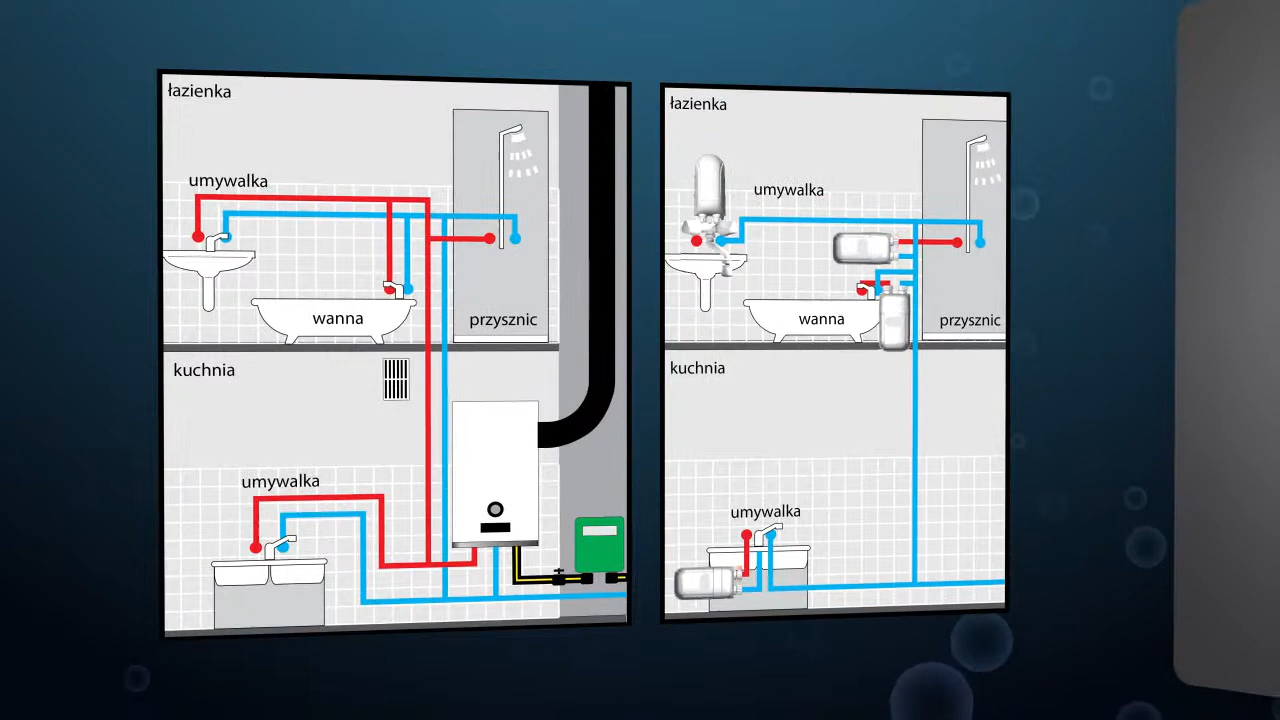 łazienka
umywalka
wanna
przysznic
kuchnia
umywalka
łazienka
umywalka
wanna
przysznic
kuchnia
umywalka